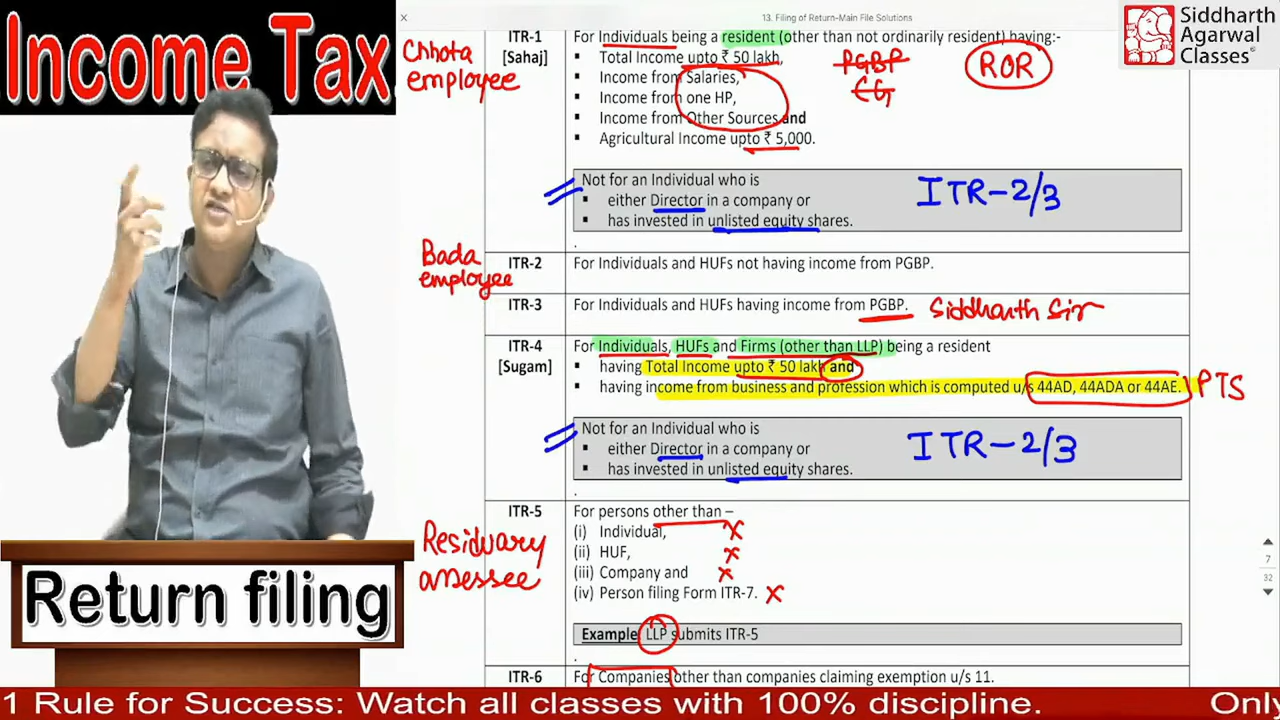 Income Tax
Return filing
13. Filing of Return-Main File Solutions
Siddharth
Agarwal
Classes®
Chhota
employee
ITR-1
[Sahaj]
For Individuals being a resident (other than not ordinarily resident) having:-
▪ Total Income upto ₹ 50 lakh,
▪ Income from Salaries,
▪ Income from one HP,
▪ Income from Other Sources and
▪ Agricultural Income upto ₹ 5,000.
PGBP
CG
ROR
Not for an Individual who is
▪ either Director in a company or
▪ has invested in unlisted equity shares.
ITR-2/3
.
Bada
employee
ITR-2
For Individuals and HUFs not having income from PGBP.
ITR-3
For Individuals and HUFs having income from PGBP.
Siddharth Sir
ITR-4
[Sugam]
For Individuals, HUFs and Firms (other than LLP) being a resident
▪ having Total Income upto ₹ 50 lakh and
▪ having income from business and profession which is computed u/s 44AD, 44ADA or 44AE.
PTS
Not for an Individual who is
▪ either Director in a company or
▪ has invested in unlisted equity shares.
ITR-2/3
.
Residuary
assessee
ITR-5
For persons other than –
(i) Individual, x
(ii) HUF, x
(iii) Company and x
(iv) Person filing Form ITR-7. x
Example: LLP submits ITR-5
.
ITR-6
For Companies other than companies claiming exemption u/s 11.
7
32
1 Rule for Success: Watch all classes with 100% discipline.
Only